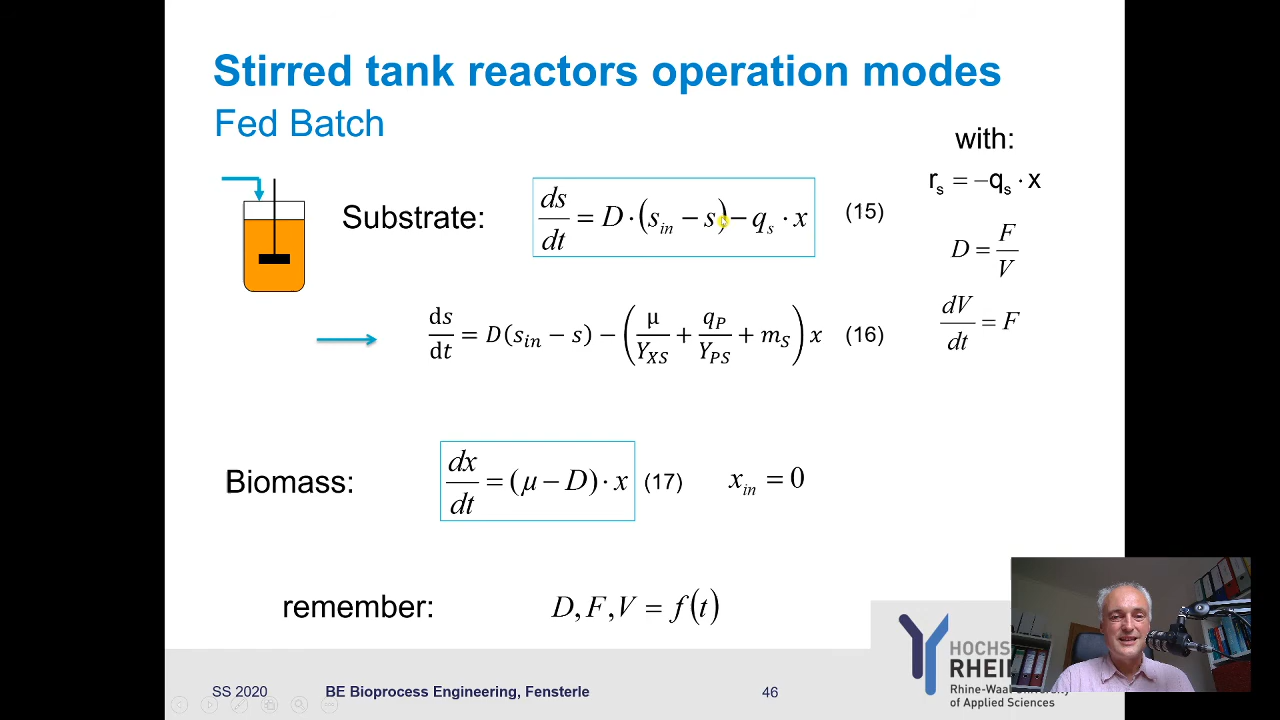 Stirred tank reactors operation modes
Fed Batch
with:
r_s = −q_s · x
Substrate: ds/dt = D · (s_in − s) − q_s · x (15)
D = F/V
dV/dt = F
ds/dt = D(s_in − s) − (μ/Y_XS + q_P/Y_PS + m_S) x (16)
Biomass: dx/dt = (μ − D) · x (17) x_in = 0
remember: D, F, V = f(t)
HOCHS
RHEIN
Rhine-Waal University
of Applied Sciences
SS 2020 BE Bioprocess Engineering, Fensterle 46